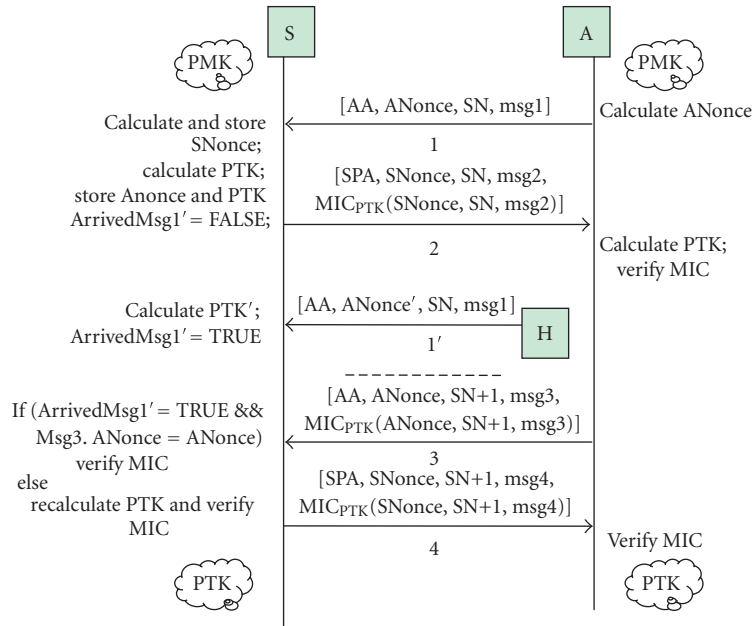 S
A
PMK
PMK
[AA, ANonce, SN, msg1]
Calculate ANonce
1
Calculate and store
SNonce;
calculate PTK;
store Anonce and PTK
ArrivedMsg1′ = FALSE;
[SPA, SNonce, SN, msg2,
MIC_PTK(SNonce, SN, msg2)]
2
Calculate PTK;
verify MIC
Calculate PTK′;
ArrivedMsg1′ = TRUE
[AA, ANonce′, SN, msg1]
1′
H
[AA, ANonce, SN+1, msg3,
MIC_PTK(ANonce, SN+1, msg3)]
3
If (ArrivedMsg1′ = TRUE &&
Msg3. ANonce = ANonce)
verify MIC
else
recalculate PTK and verify
MIC
[SPA, SNonce, SN+1, msg4,
MIC_PTK(SNonce, SN+1, msg4)]
4
Verify MIC
PTK
PTK